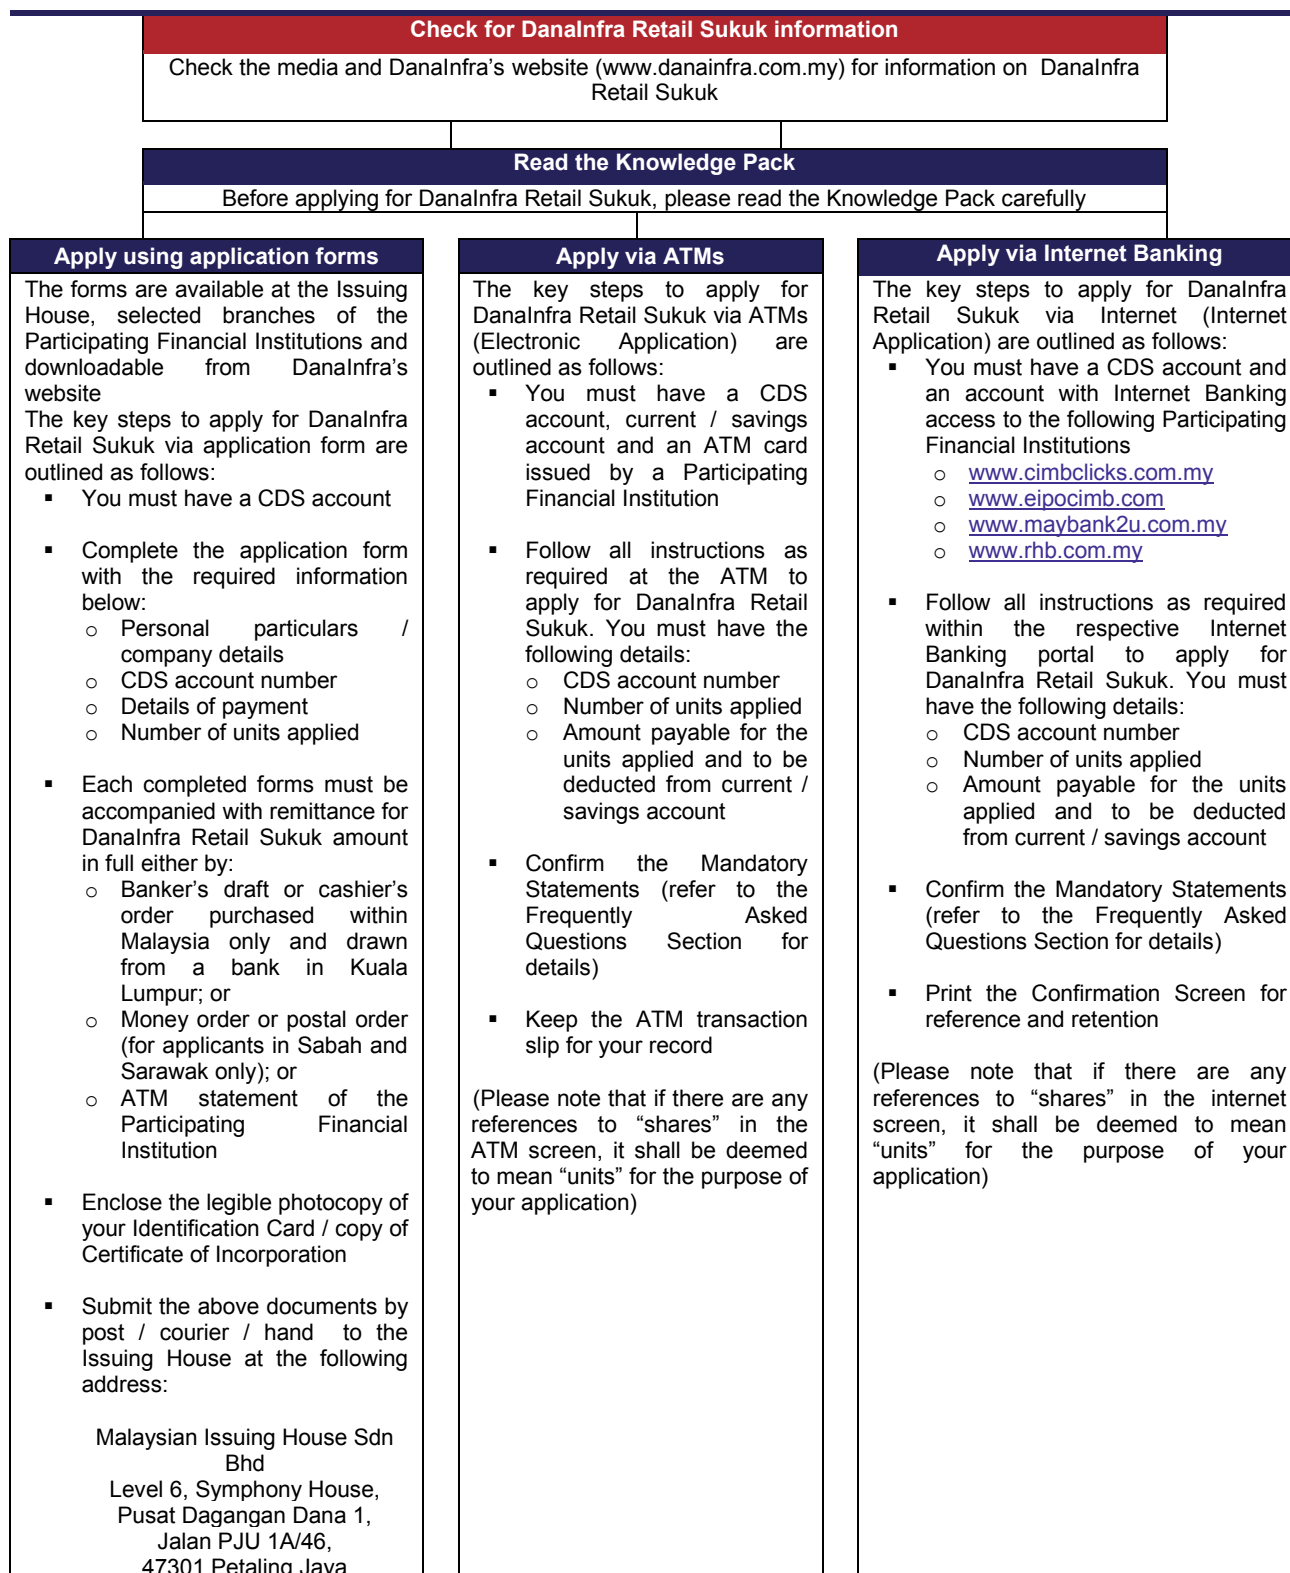 Check for DanaInfra Retail Sukuk information
Check the media and DanaInfra’s website (www.danainfra.com.my) for information on DanaInfra
Retail Sukuk
Read the Knowledge Pack
Before applying for DanaInfra Retail Sukuk, please read the Knowledge Pack carefully
Apply using application forms
The forms are available at the Issuing
House, selected branches of the
Participating Financial Institutions and
downloadable from DanaInfra’s
website
The key steps to apply for DanaInfra
Retail Sukuk via application form are
outlined as follows:
▪ You must have a CDS account
▪ Complete the application form
with the required information
below:
o Personal particulars /
company details
o CDS account number
o Details of payment
o Number of units applied
▪ Each completed forms must be
accompanied with remittance for
DanaInfra Retail Sukuk amount
in full either by:
o Banker’s draft or cashier’s
order purchased within
Malaysia only and drawn
from a bank in Kuala
Lumpur; or
o Money order or postal order
(for applicants in Sabah and
Sarawak only); or
o ATM statement of the
Participating Financial
Institution
▪ Enclose the legible photocopy of
your Identification Card / copy of
Certificate of Incorporation
▪ Submit the above documents by
post / courier / hand to the
Issuing House at the following
address:
Malaysian Issuing House Sdn
Bhd
Level 6, Symphony House,
Pusat Dagangan Dana 1,
Jalan PJU 1A/46,
47301 Petaling Jaya
Apply via ATMs
The key steps to apply for
DanaInfra Retail Sukuk via ATMs
(Electronic Application) are
outlined as follows:
▪ You must have a CDS
account, current / savings
account and an ATM card
issued by a Participating
Financial Institution
▪ Follow all instructions as
required at the ATM to
apply for DanaInfra Retail
Sukuk. You must have the
following details:
o CDS account number
o Number of units applied
o Amount payable for the
units applied and to be
deducted from current /
savings account
▪ Confirm the Mandatory
Statements (refer to the
Frequently Asked
Questions Section for
details)
▪ Keep the ATM transaction
slip for your record
(Please note that if there are any
references to “shares” in the
ATM screen, it shall be deemed
to mean “units” for the purpose of
your application)
Apply via Internet Banking
The key steps to apply for DanaInfra
Retail Sukuk via Internet (Internet
Application) are outlined as follows:
▪ You must have a CDS account and
an account with Internet Banking
access to the following Participating
Financial Institutions
o www.cimbclicks.com.my
o www.eipocimb.com
o www.maybank2u.com.my
o www.rhb.com.my
▪ Follow all instructions as required
within the respective Internet
Banking portal to apply for
DanaInfra Retail Sukuk. You must
have the following details:
o CDS account number
o Number of units applied
o Amount payable for the units
applied and to be deducted
from current / savings account
▪ Confirm the Mandatory Statements
(refer to the Frequently Asked
Questions Section for details)
▪ Print the Confirmation Screen for
reference and retention
(Please note that if there are any
references to “shares” in the internet
screen, it shall be deemed to mean
“units” for the purpose of your
application)